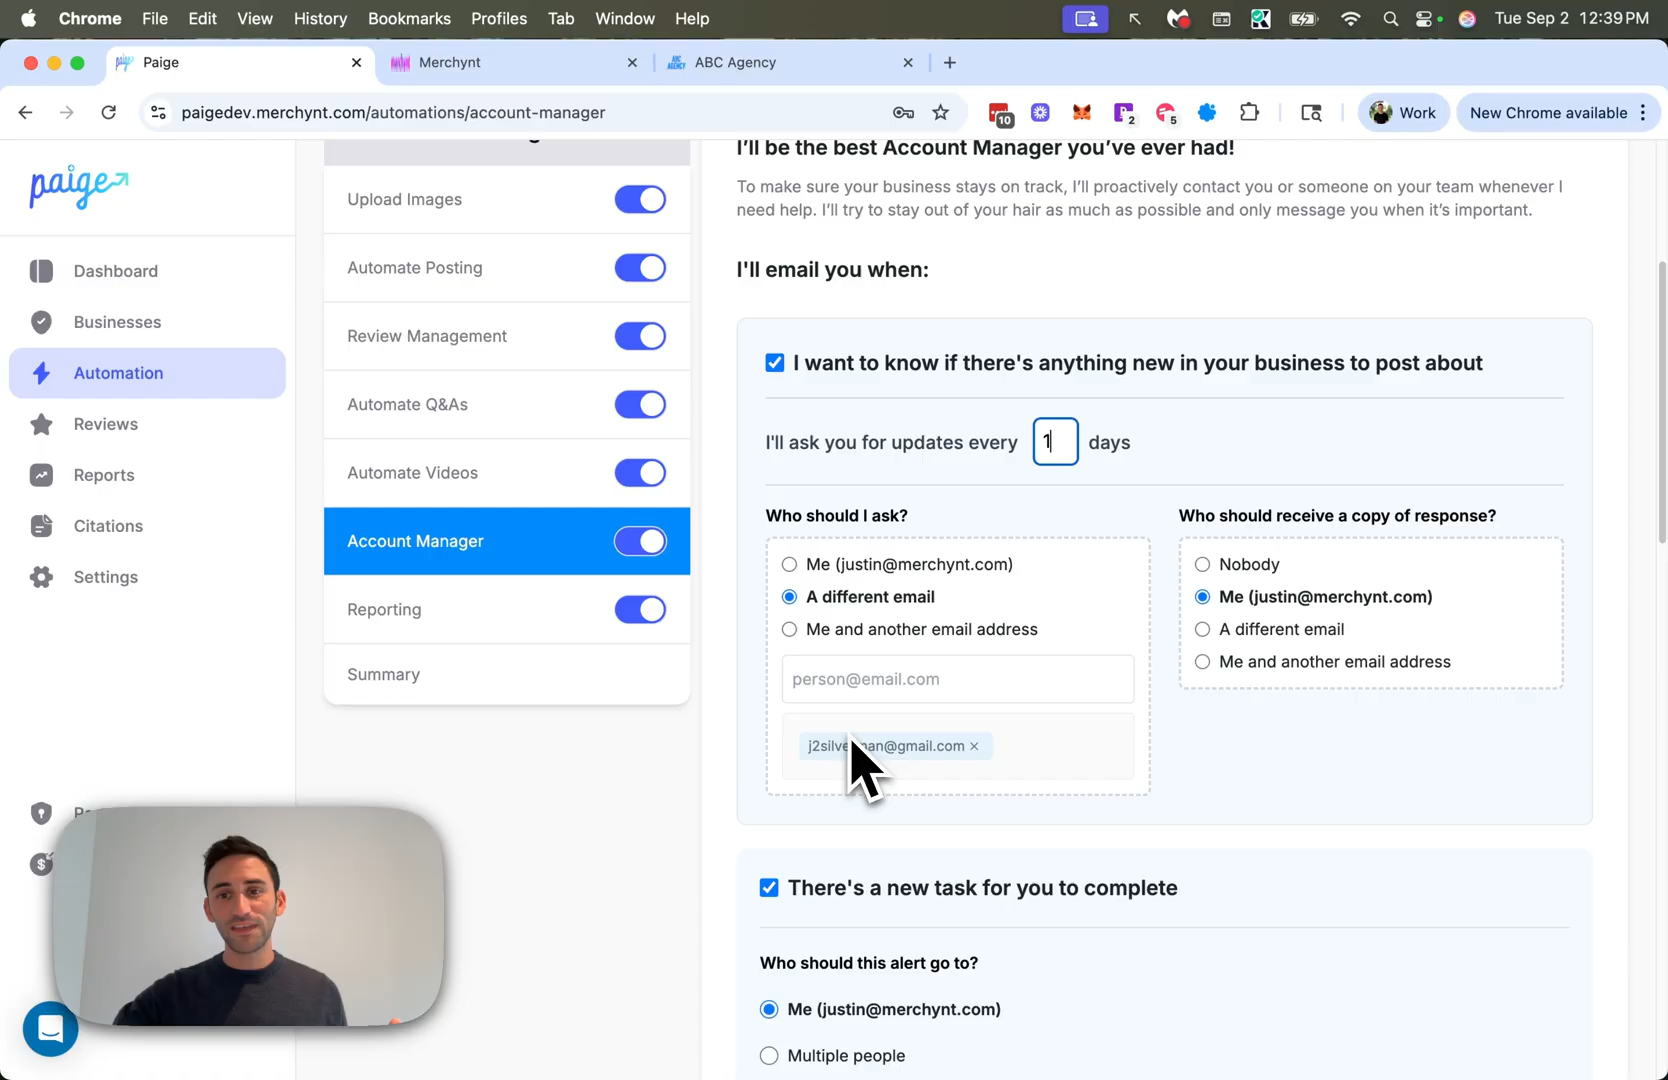 Chrome File Edit View History Bookmarks Profiles Tab Window Help
Tue Sep 2 12:39 PM
Paige
Merchynt
ABC AGENCY
ABC Agency
paigedev.merchynt.com/automations/account-manager
10
2
5
Work
New Chrome available
paige
Dashboard
Businesses
Automation
Reviews
Reports
Citations
Settings
Upload Images
Automate Posting
Review Management
Automate Q&As
Automate Videos
Account Manager
Reporting
Summary
I'll be the best Account Manager you've ever had!
To make sure your business stays on track, I'll proactively contact you or someone on your team whenever I
need help. I'll try to stay out of your hair as much as possible and only message you when it's important.
I'll email you when:
I want to know if there's anything new in your business to post about
I'll ask you for updates every 1 days
Who should I ask?
Me (justin@merchynt.com)
A different email
Me and another email address
person@email.com
j2silverman@gmail.com ×
Who should receive a copy of response?
Nobody
Me (justin@merchynt.com)
A different email
Me and another email address
There's a new task for you to complete
Who should this alert go to?
Me (justin@merchynt.com)
Multiple people